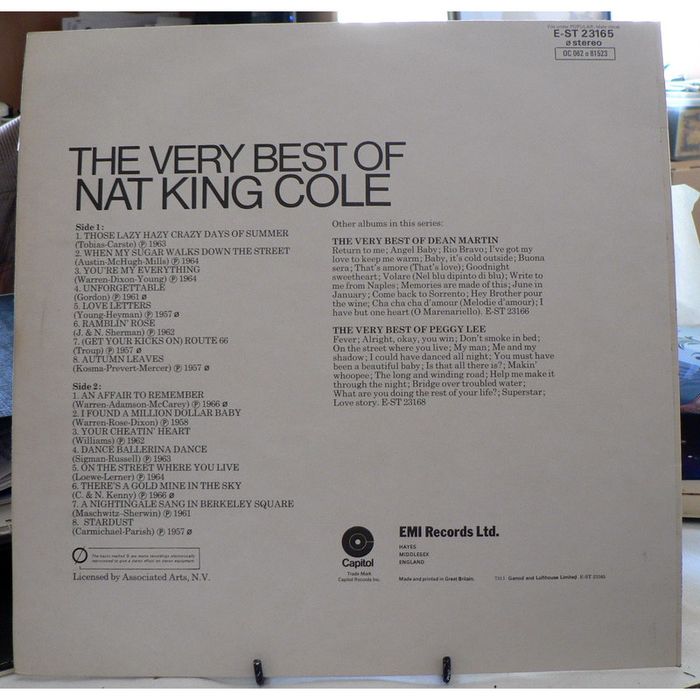 File under POPULAR: Male vocal
E-ST 23165
ø stereo
OC 062 o 81523
THE VERY BEST OF
NAT KING COLE
Side 1:
1. THOSE LAZY HAZY CRAZY DAYS OF SUMMER
(Tobias-Carste) Ⓟ 1963
2. WHEN MY SUGAR WALKS DOWN THE STREET
(Austin-McHugh-Mills) Ⓟ 1964
3. YOU'RE MY EVERYTHING
(Warren-Dixon-Young) Ⓟ 1964
4. UNFORGETTABLE
(Gordon) Ⓟ 1961 ø
5. LOVE LETTERS
(Young-Heyman) Ⓟ 1957 ø
6. RAMBLIN' ROSE
(J. & N. Sherman) Ⓟ 1962
7. (GET YOUR KICKS ON) ROUTE 66
(Troup) Ⓟ 1957 ø
8. AUTUMN LEAVES
(Kosma-Prevert-Mercer) Ⓟ 1957 ø
Side 2:
1. AN AFFAIR TO REMEMBER
(Warren-Adamson-McCarey) Ⓟ 1966 ø
2. I FOUND A MILLION DOLLAR BABY
(Warren-Rose-Dixon) Ⓟ 1958
3. YOUR CHEATIN' HEART
(Williams) Ⓟ 1962
4. DANCE BALLERINA DANCE
(Sigman-Russell) Ⓟ 1963
5. ON THE STREET WHERE YOU LIVE
(Loewe-Lerner) Ⓟ 1964
6. THERE'S A GOLD MINE IN THE SKY
(C. & N. Kenny) Ⓟ 1966 ø
7. A NIGHTINGALE SANG IN BERKELEY SQUARE
(Maschwitz-Sherwin) Ⓟ 1961
8. STARDUST
(Carmichael-Parish) Ⓟ 1957 ø
Licensed by Associated Arts, N.V.
Other albums in this series:
THE VERY BEST OF DEAN MARTIN
Return to me; Angel Baby; Rio Bravo; I've got my
love to keep me warm; Baby, it's cold outside; Buona
sera; That's amore (That's love); Goodnight
sweetheart; Volare (Nel blu dipinto di blu); Write to
me from Naples; Memories are made of this; June in
January; Come back to Sorrento; Hey Brother pour
the wine; Cha cha cha d'amour (Melodie d'amour); I
have but one heart (O Marenariello). E-ST 23166
THE VERY BEST OF PEGGY LEE
Fever; Alright, okay, you win; Don't smoke in bed;
On the street where you live; My man; Me and my
shadow; I could have danced all night; You must have
been a beautiful baby; Is that all there is?; Makin'
whoopee; The long and winding road; Help me make it
through the night; Bridge over troubled water;
What are you doing the rest of your life?; Superstar;
Love story. E-ST 23168
Capitol
Trade Mark
Capitol Records Inc.
EMI Records Ltd.
HAYES
MIDDLESEX
ENGLAND
Made and printed in Great Britain.
Garrod and Lofthouse Limited E-ST 23165